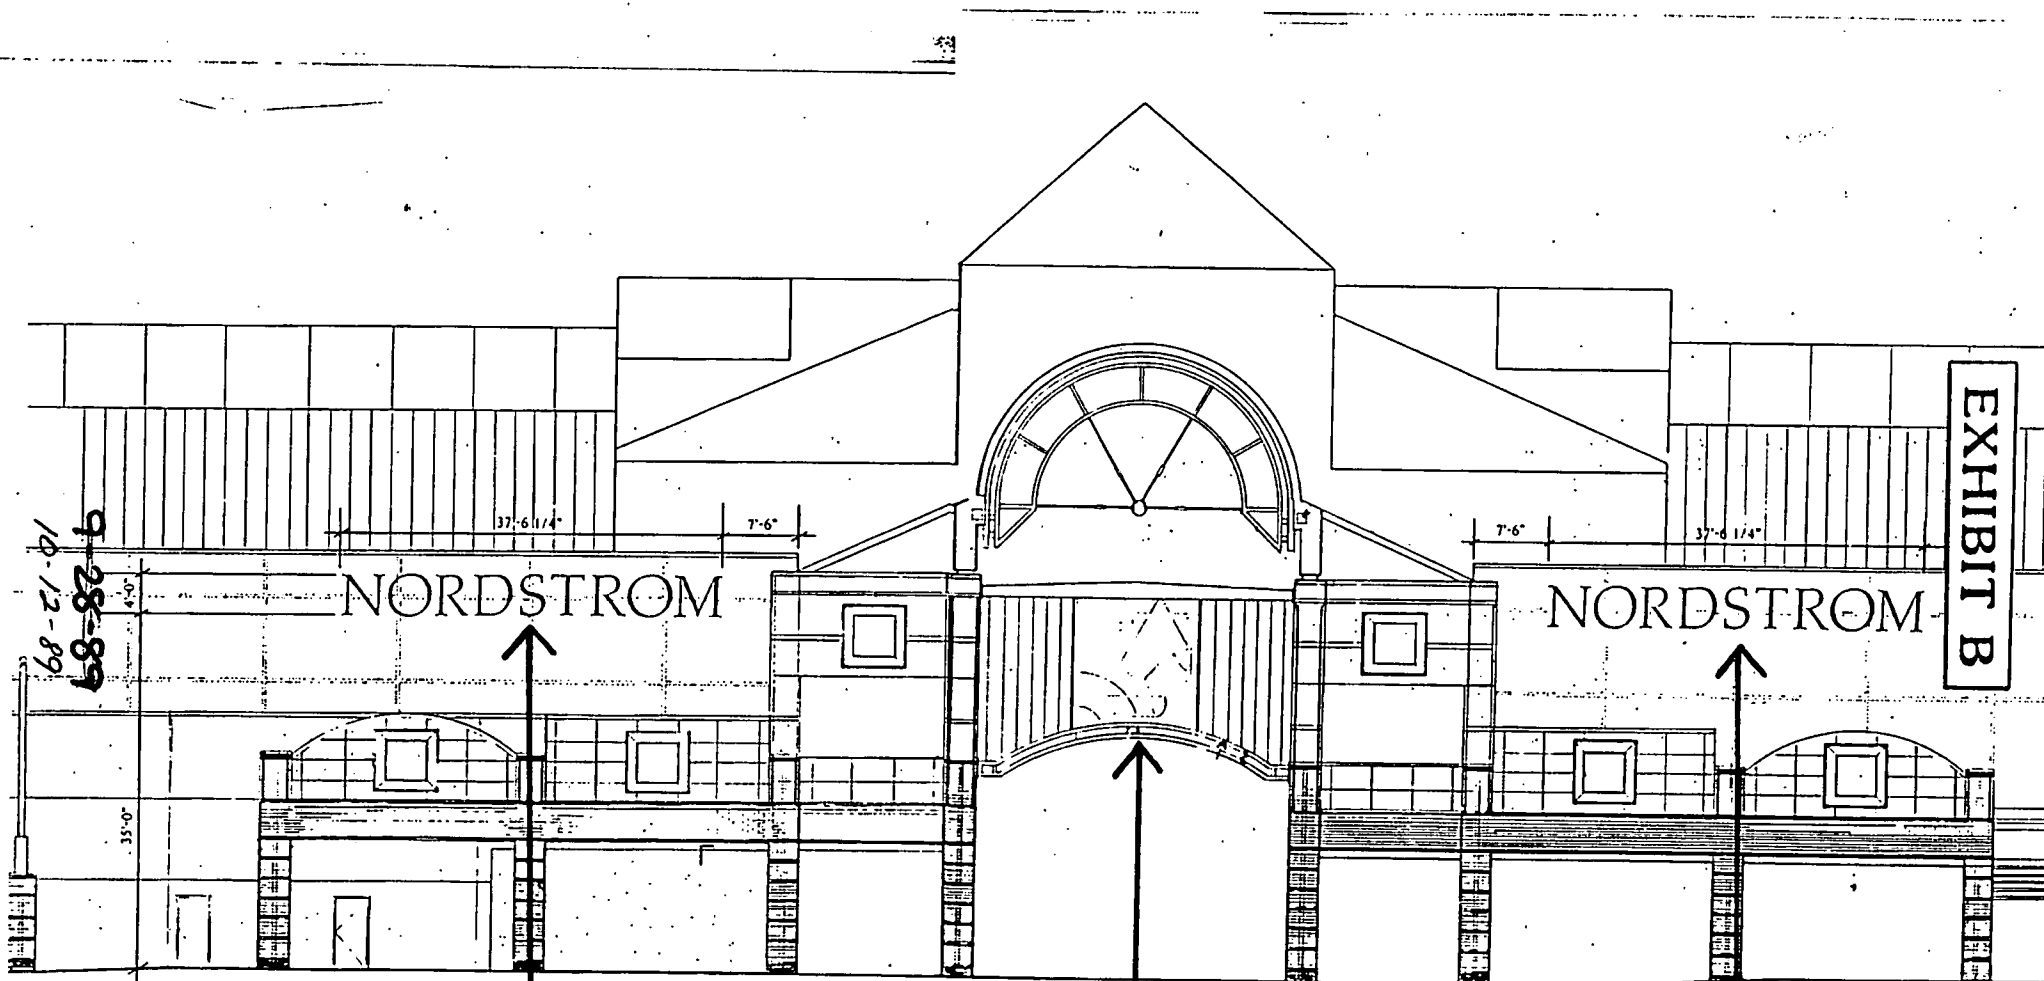 37'-6 1/4" 7'-6" 7'-6" 37'-6 1/4"
4'-0" NORDSTROM NORDSTROM
35'-0"
EXHIBIT B
9-28-89
10-12-89